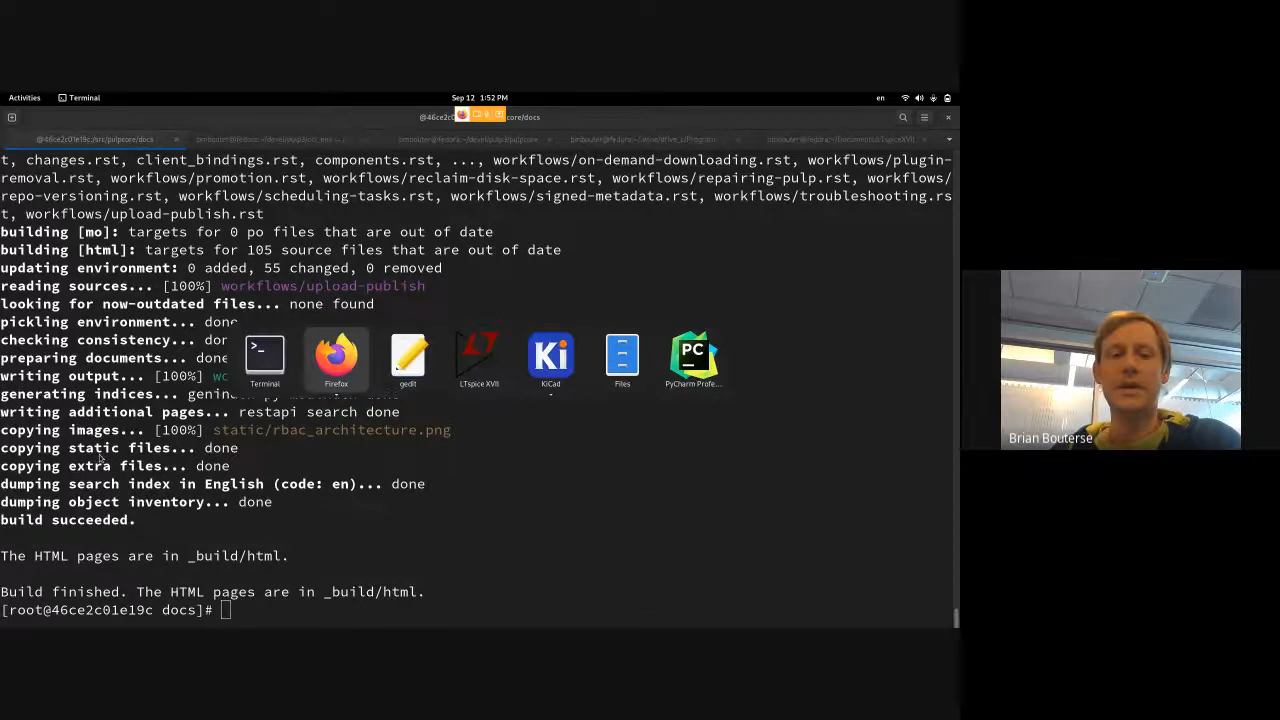 Activities
Terminal
Sep 12 1:52 PM
en
@46ce2c01e19c:/src/pulpcore/docs
t, changes.rst, client_bindings.rst, components.rst, ..., workflows/on-demand-downloading.rst, workflows/plugin-
removal.rst, workflows/promotion.rst, workflows/reclaim-disk-space.rst, workflows/repairing-pulp.rst, workflows/
repo-versioning.rst, workflows/scheduling-tasks.rst, workflows/signed-metadata.rst, workflows/troubleshooting.rs
t, workflows/upload-publish.rst
building [mo]: targets for 0 po files that are out of date
building [html]: targets for 105 source files that are out of date
updating environment: 0 added, 55 changed, 0 removed
reading sources... [100%] workflows/upload-publish
looking for now-outdated files... none found
pickling environment... done
checking consistency...
preparing documents... done
writing output... [100%]
generating indices...
writing additional pages... restapi search done
copying images... [100%] static/rbac_architecture.png
copying static files... done
copying extra files... done
dumping search index in English (code: en)... done
dumping object inventory... done
build succeeded.
The HTML pages are in _build/html.
Build finished. The HTML pages are in _build/html.
[root@46ce2c01e19c docs]#
>_
Terminal
Firefox
gedit
LTspice XVII
Ki
KiCad
Files
PC
PyCharm Profe...
Brian Bouterse